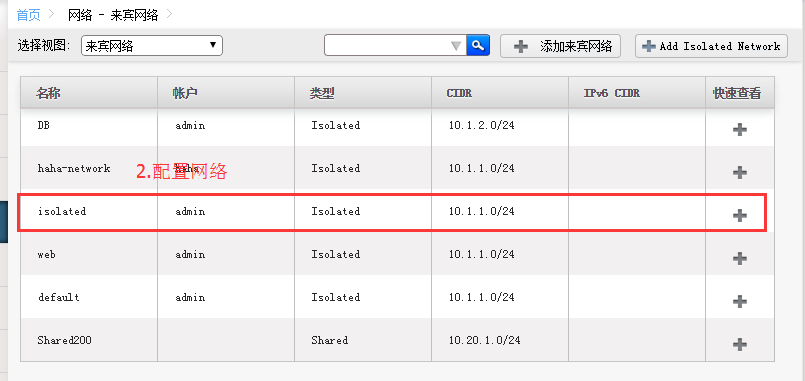 首页 网络 - 来宾网络
选择视图: 来宾网络 添加来宾网络 Add Isolated Network
名称 帐户 类型 CIDR IPv6 CIDR 快速查看
DB admin Isolated 10.1.2.0/24
haha-network haha Isolated 10.1.1.0/24
2.配置网络
isolated admin Isolated 10.1.1.0/24
web admin Isolated 10.1.1.0/24
default admin Isolated 10.1.1.0/24
Shared200 Shared 10.20.1.0/24